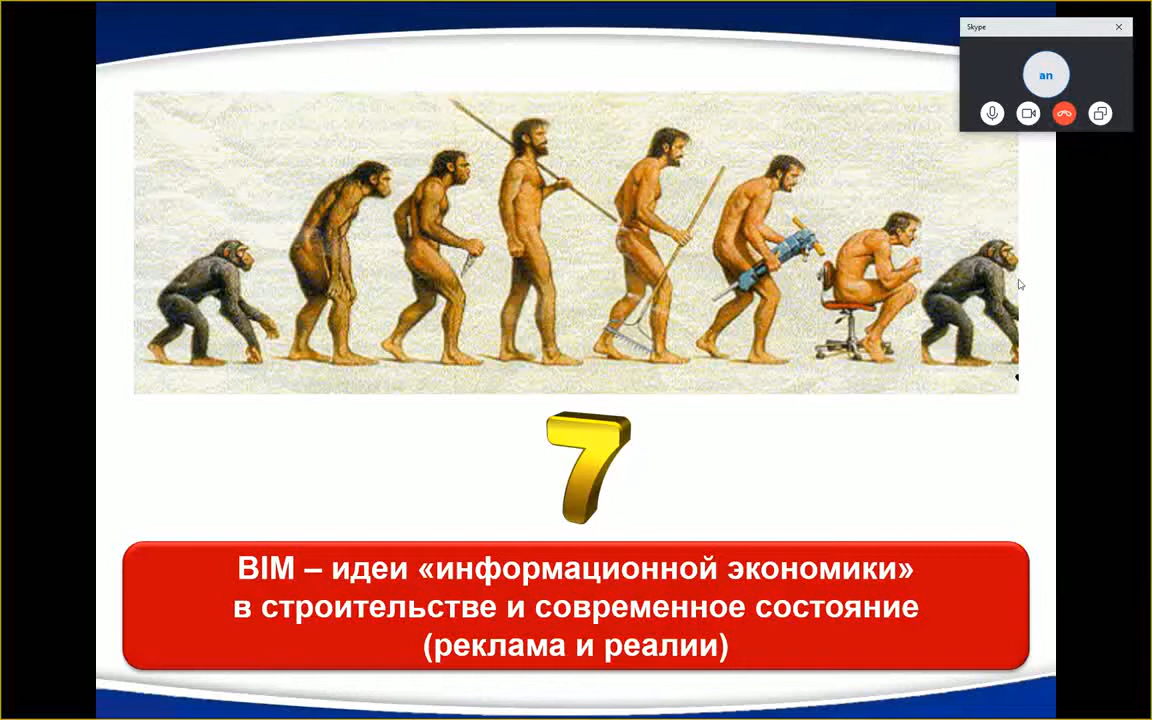 Skype
an
7
BIM – идеи «информационной экономики»
в строительстве и современное состояние
(реклама и реалии)